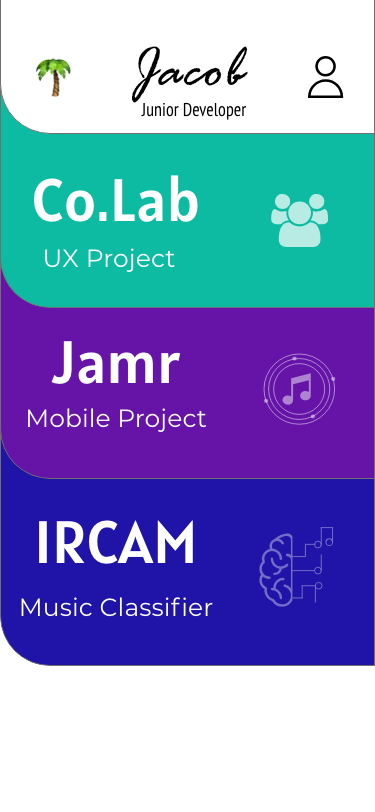 Jacob
Junior Developer
Co.Lab
UX Project
Jamr
Mobile Project
IRCAM
Music Classifier